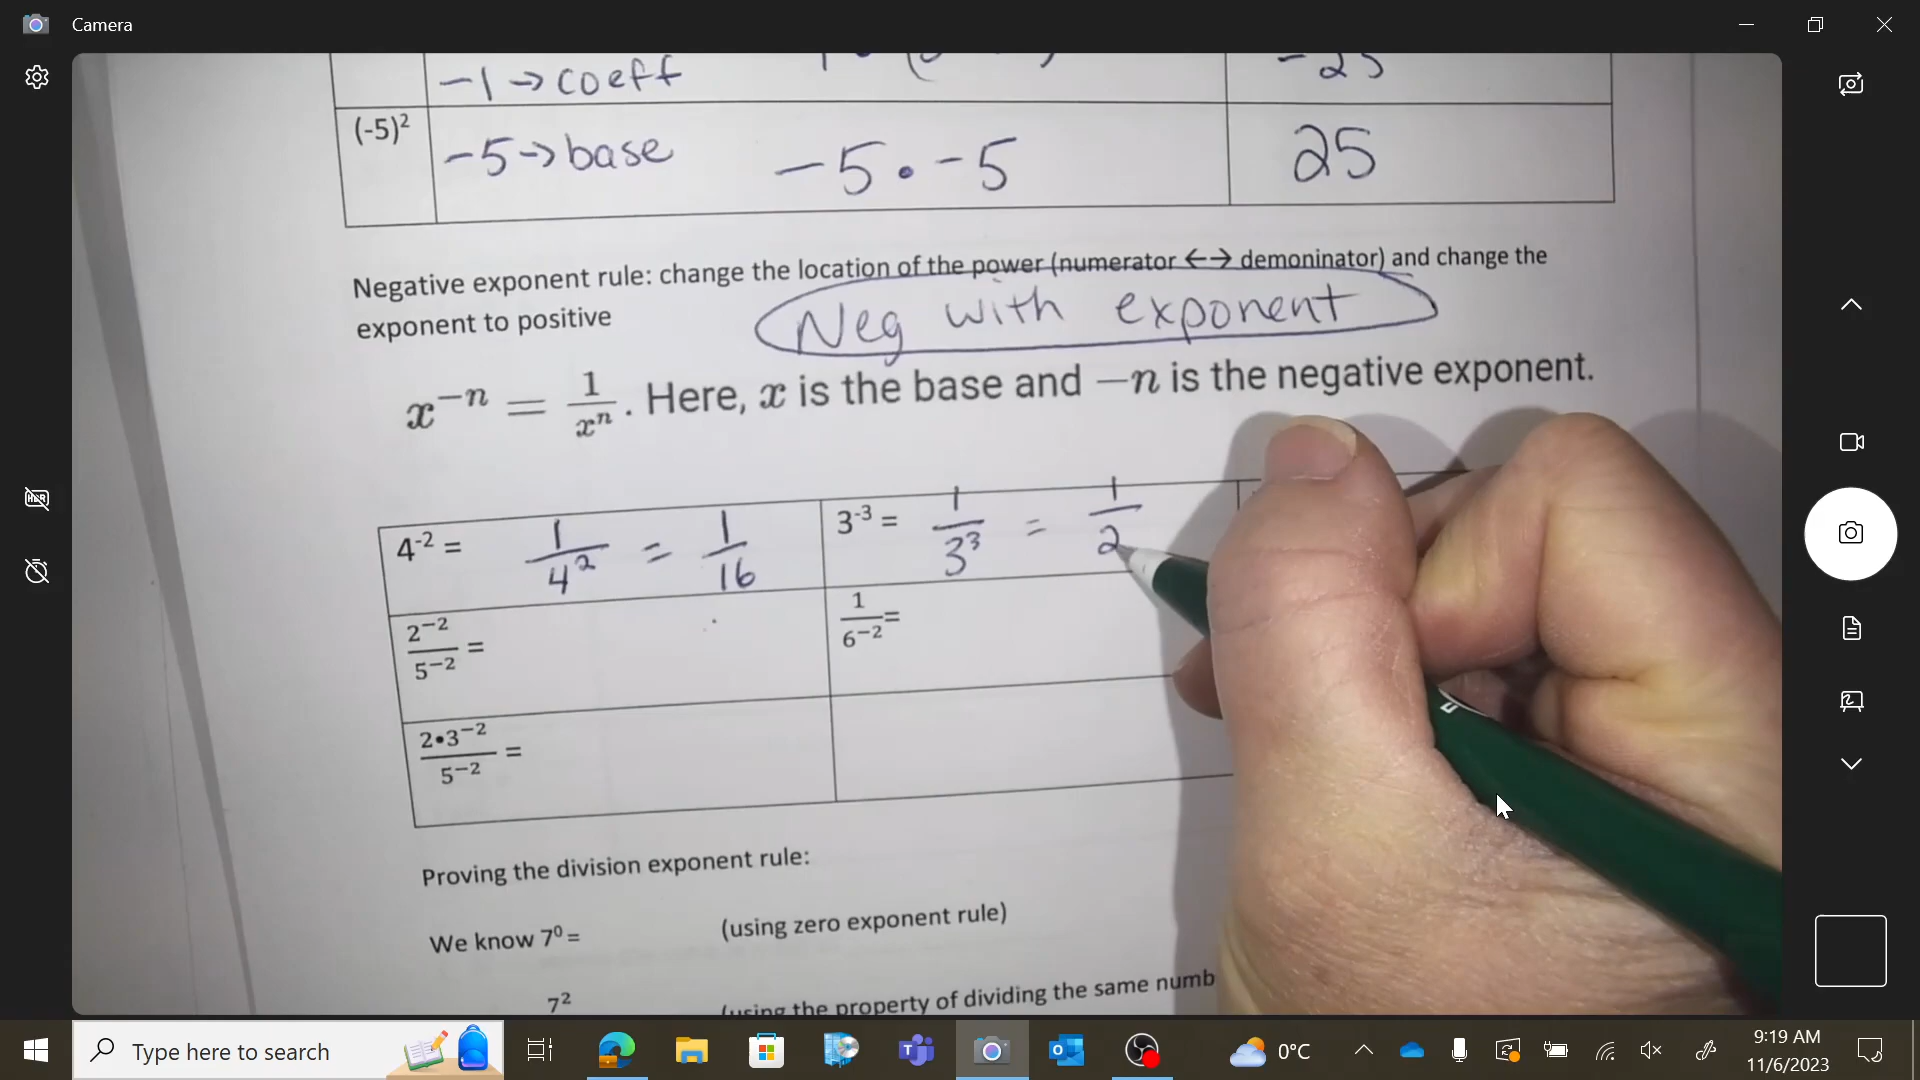 Camera
-1 → coeff
-25
(-5)²
-5 → base
-5 • -5
25
Negative exponent rule: change the location of the power (numerator ←→ demoninator) and change the
exponent to positive
Neg with exponent
x⁻ⁿ = 1/xⁿ. Here, x is the base and −n is the negative exponent.
4⁻² = 1/4² = 1/16
3⁻³ = 1/3³ = 1/2
2⁻²/5⁻² =
1/6⁻² =
2•3⁻²/5⁻² =
Proving the division exponent rule:
We know 7⁰ = (using zero exponent rule)
7² (using the property of dividing the same numb
Type here to search
0°C
9:19 AM
11/6/2023